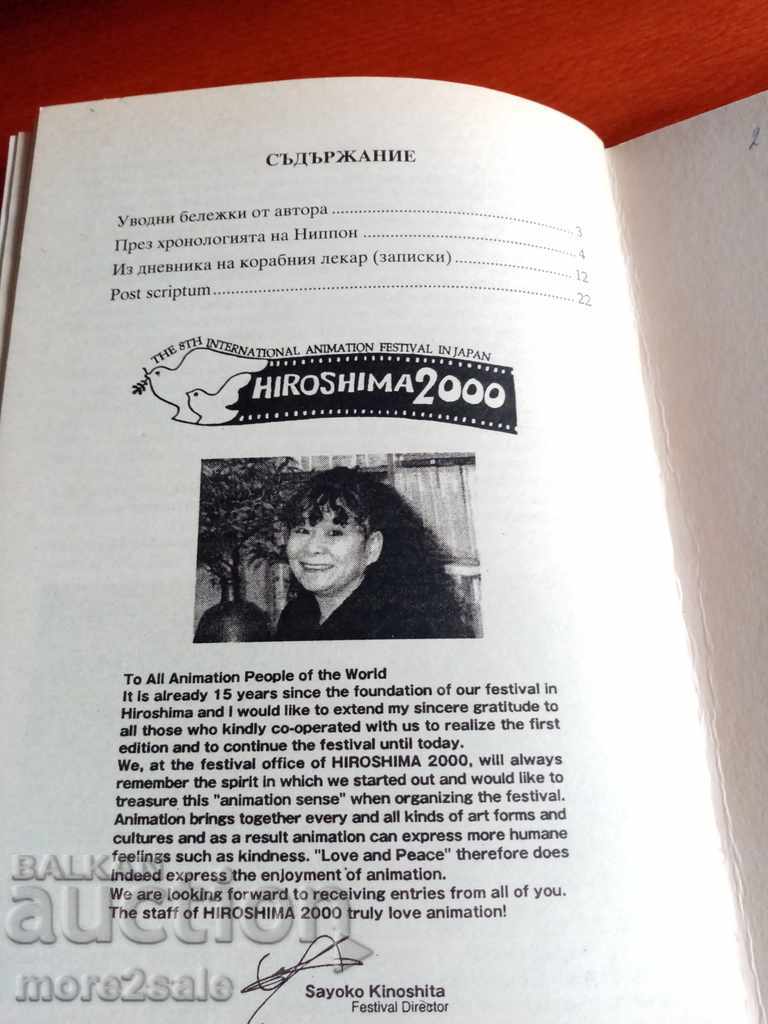 2
СЪДЪРЖАНИЕ
Уводни бележки от автора ........ 3
През хронологията на Ниппон ........ 4
Из дневника на корабния лекар (записки) ........ 12
Post scriptum ........ 22
THE 8TH INTERNATIONAL ANIMATION FESTIVAL IN JAPAN
HIROSHIMA 2000
To All Animation People of the World
It is already 15 years since the foundation of our festival in
Hiroshima and I would like to extend my sincere gratitude to
all those who kindly co-operated with us to realize the first
edition and to continue the festival until today.
We, at the festival office of HIROSHIMA 2000, will always
remember the spirit in which we started out and would like to
treasure this "animation sense" when organizing the festival.
Animation brings together every and all kinds of art forms and
cultures and as a result animation can express more humane
feelings such as kindness. "Love and Peace" therefore does
indeed express the enjoyment of animation.
We are looking forward to receiving entries from all of you.
The staff of HIROSHIMA 2000 truly love animation!
Sayoko Kinoshita
Festival Director
BALKAN
auction
more2sale